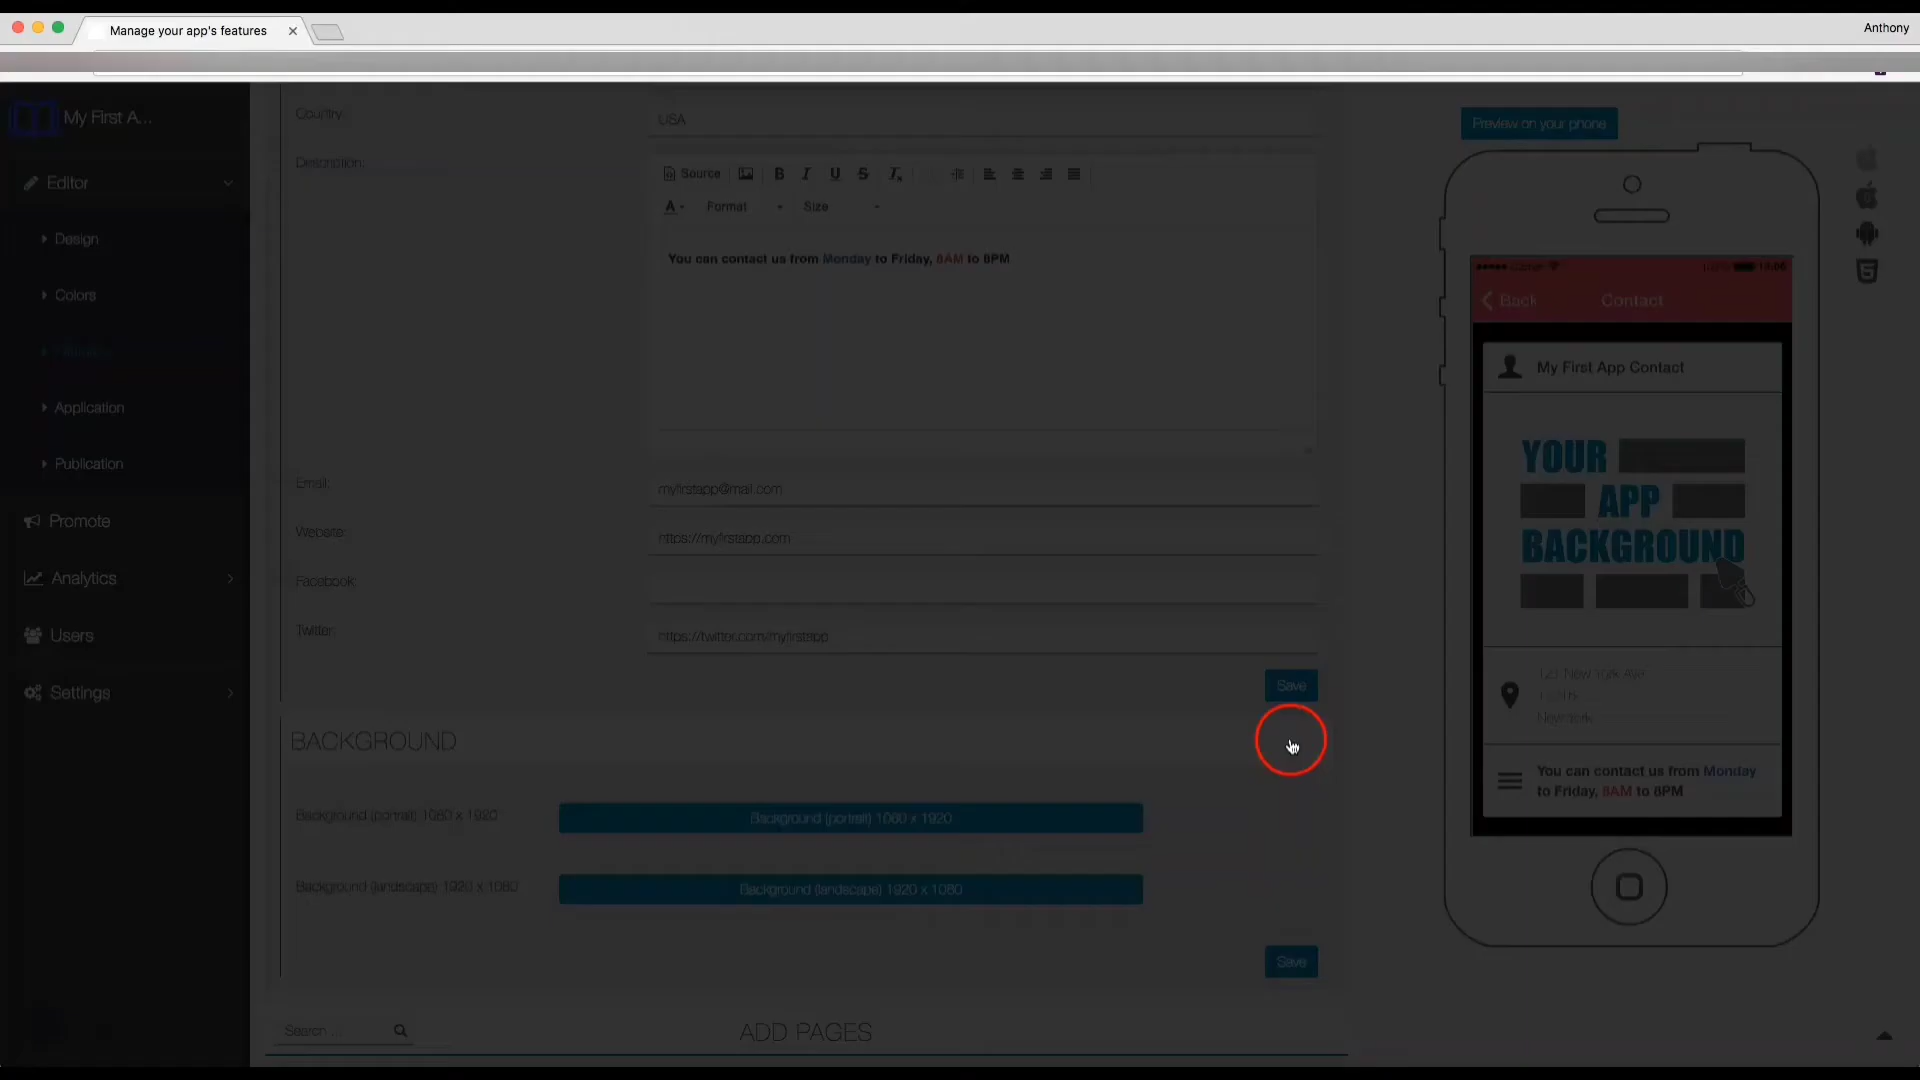 Manage your app's features
Anthony
My First A...
Editor
Design
Colors
Application
Publication
Promote
Analytics
Users
Settings
Country:
USA
Description:
Source
Format
Size
You can contact us from Monday to Friday, 8AM to 8PM
Email:
myfirstapp@mail.com
Website:
https://myfirstapp.com
Facebook:
Twitter:
https://twitter.com/myfirstapp
Save
BACKGROUND
Background (portrait) 1080 x 1920
Background (portrait) 1080 x 1920
Background (landscape) 1920 x 1080
Background (landscape) 1920 x 1080
Save
Search ...
ADD PAGES
Preview on your phone
Back
Contact
My First App Contact
YOUR
APP
BACKGROUND
123 New York Ave
New york
You can contact us from Monday
to Friday, 8AM to 8PM